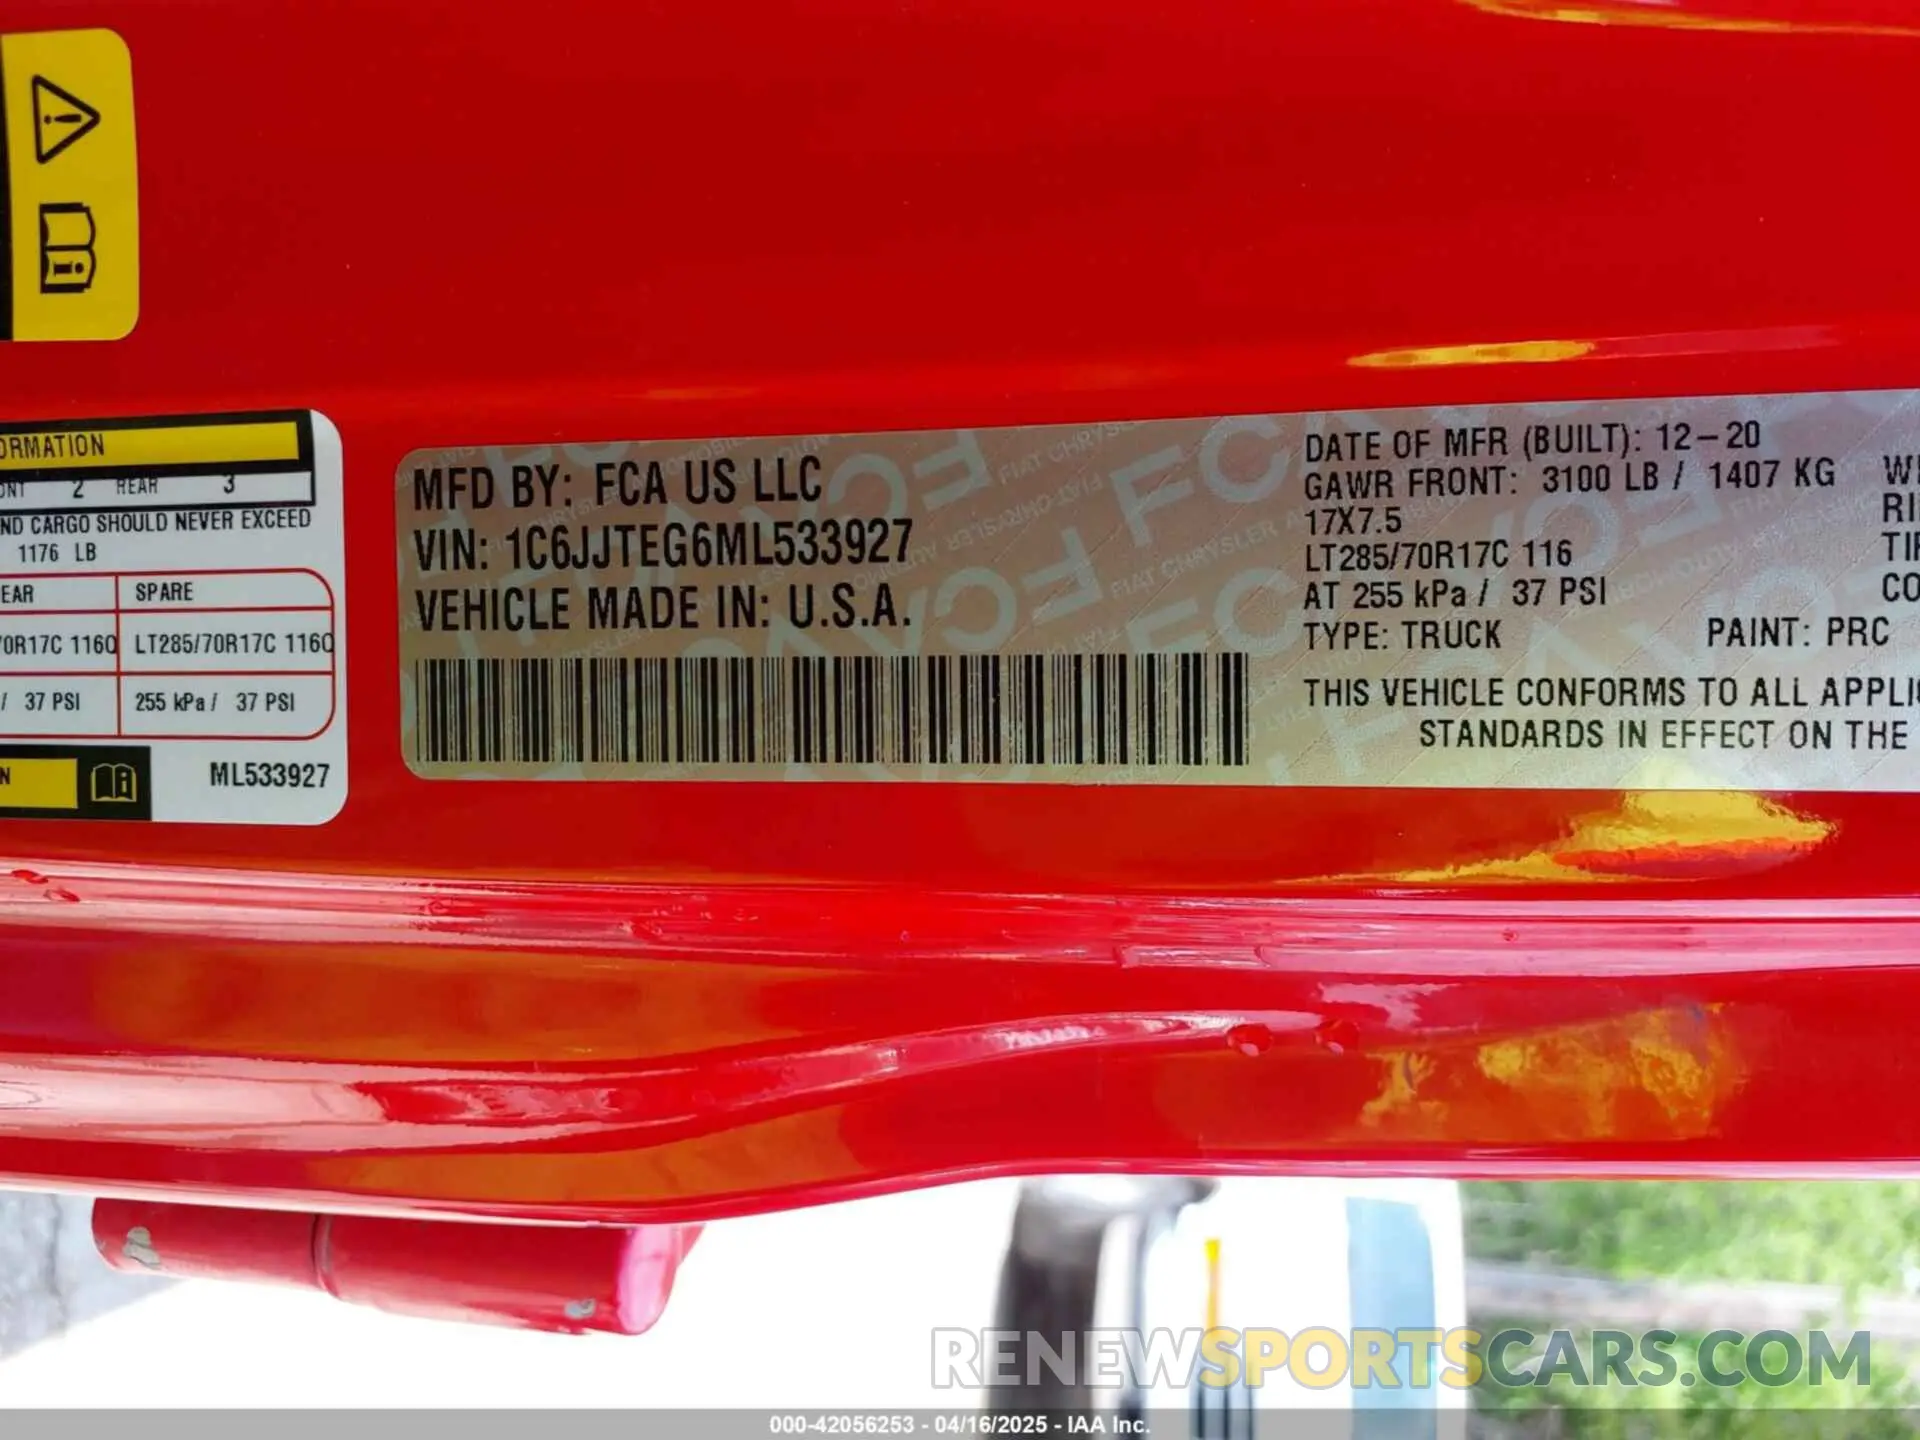 ORMATION
2 REAR 3
ND CARGO SHOULD NEVER EXCEED
1176 LB
EAR SPARE
70R17C 116Q LT285/70R17C 116Q
/ 37 PSI 255 kPa / 37 PSI
N
ML533927
MFD BY: FCA US LLC
VIN: 1C6JJTEG6ML533927
VEHICLE MADE IN: U.S.A.
DATE OF MFR (BUILT): 12-20
GAWR FRONT: 3100 LB / 1407 KG
17X7.5
LT285/70R17C 116
AT 255 kPa / 37 PSI
TYPE: TRUCK PAINT: PRC
THIS VEHICLE CONFORMS TO ALL APPLI
STANDARDS IN EFFECT ON THE
WI
RI
TI
CO
RENEWSPORTSCARS.COM
000-42056253 - 04/16/2025 - IAA Inc.